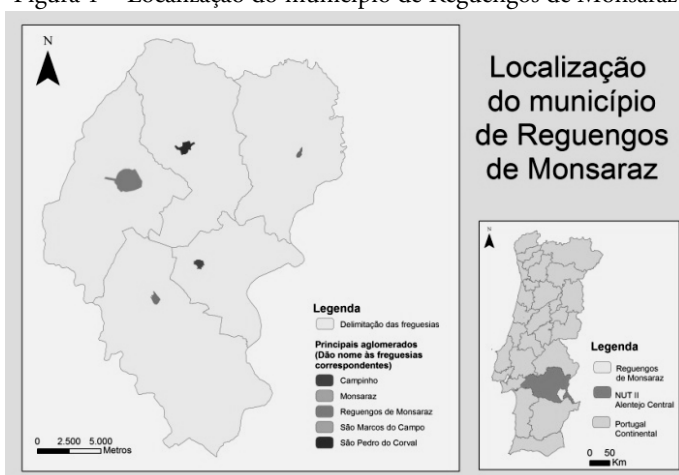 Figura 1 – Localização do município de Reguengos de Monsaraz
N
Localização
do município
de Reguengos
de Monsaraz
Legenda
Delimitação das freguesias
Principais aglomerados
(Dão nome às freguesias
correspondentes)
Campinho
Monsaraz
Reguengos de Monsaraz
São Marcos do Campo
São Pedro do Corval
0 2.500 5.000
Metros
N
Legenda
Reguengos
de Monsaraz
NUT II
Alentejo Central
Portugal
Continental
0 50
Km